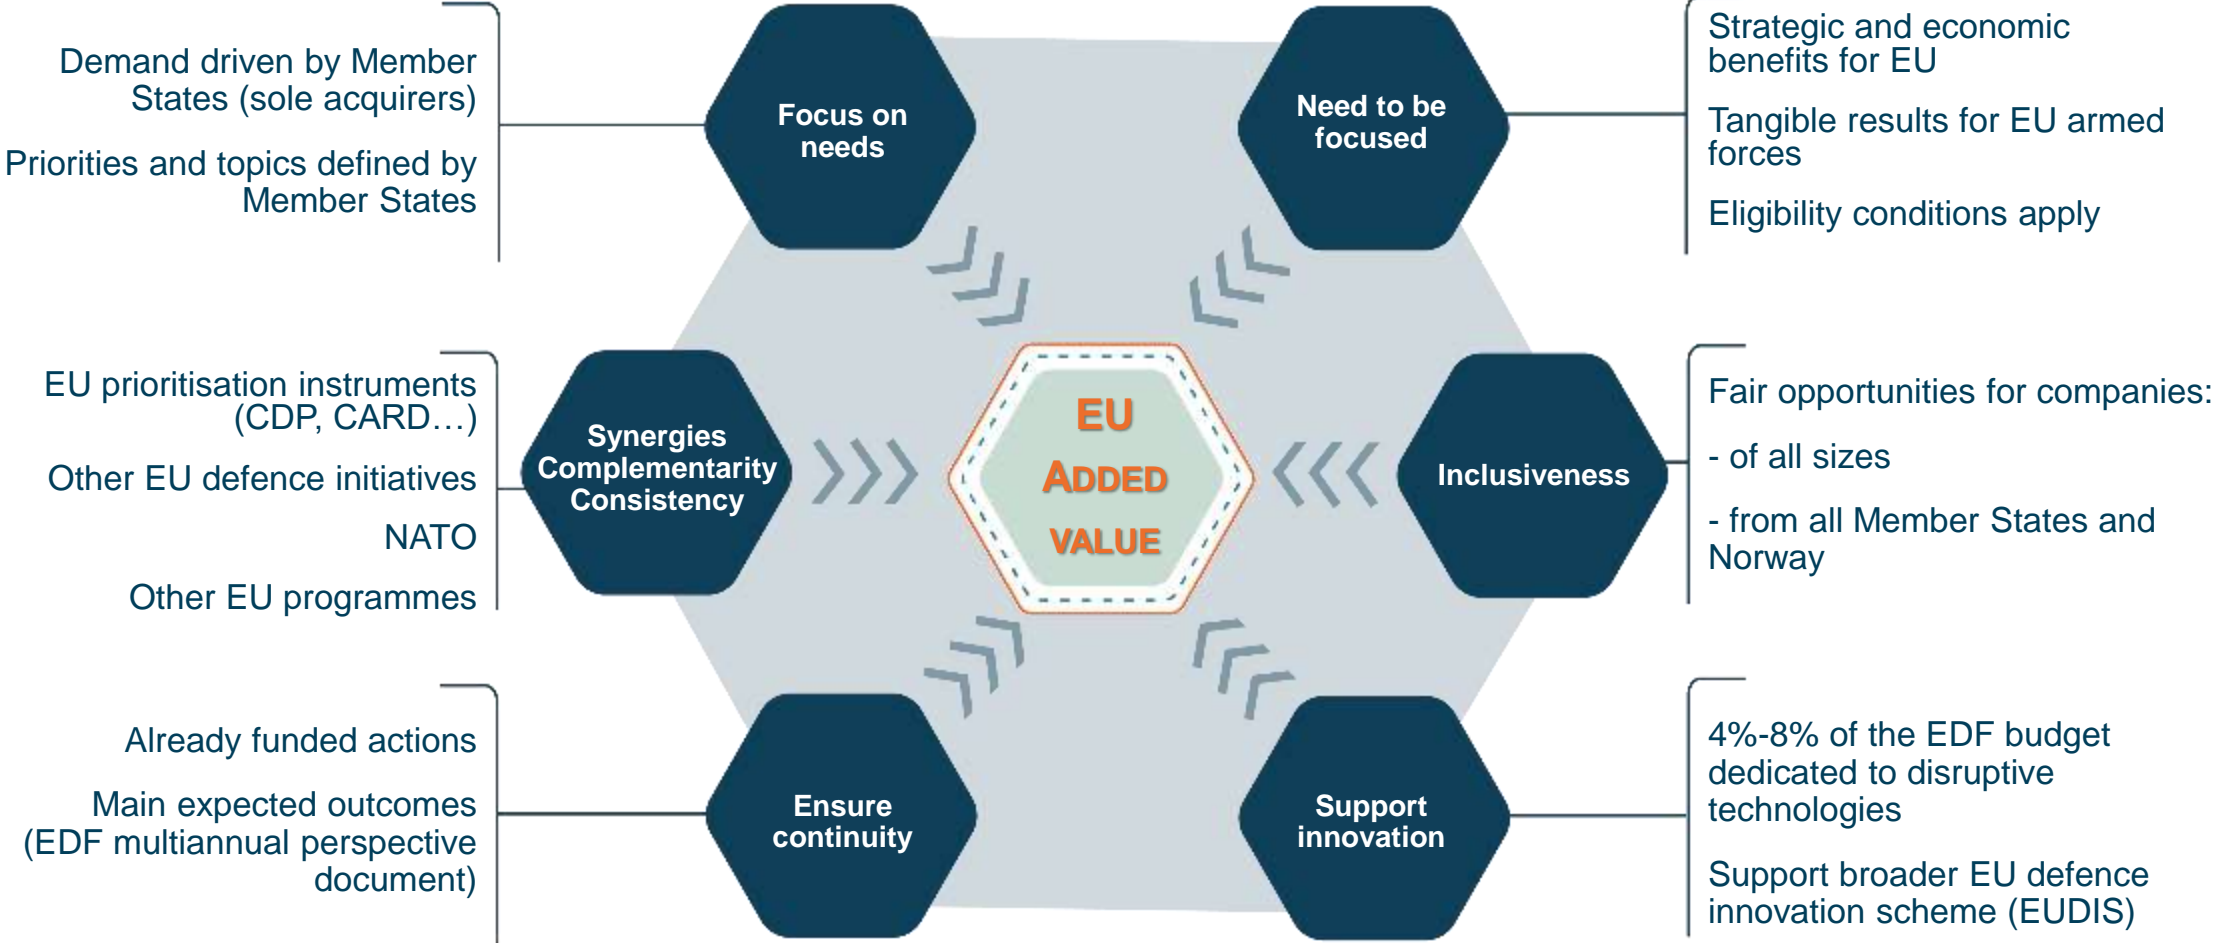 Demand driven by Member
States (sole acquirers)
Priorities and topics defined by
Member States
Focus on
needs
Need to be
focused
Strategic and economic
benefits for EU
Tangible results for EU armed
forces
Eligibility conditions apply
EU prioritisation instruments
(CDP, CARD…)
Other EU defence initiatives
NATO
Other EU programmes
Synergies
Complementarity
Consistency
EU
ADDED
VALUE
Inclusiveness
Fair opportunities for companies:
- of all sizes
- from all Member States and
Norway
Already funded actions
Main expected outcomes
(EDF multiannual perspective
document)
Ensure
continuity
Support
innovation
4%-8% of the EDF budget
dedicated to disruptive
technologies
Support broader EU defence
innovation scheme (EUDIS)